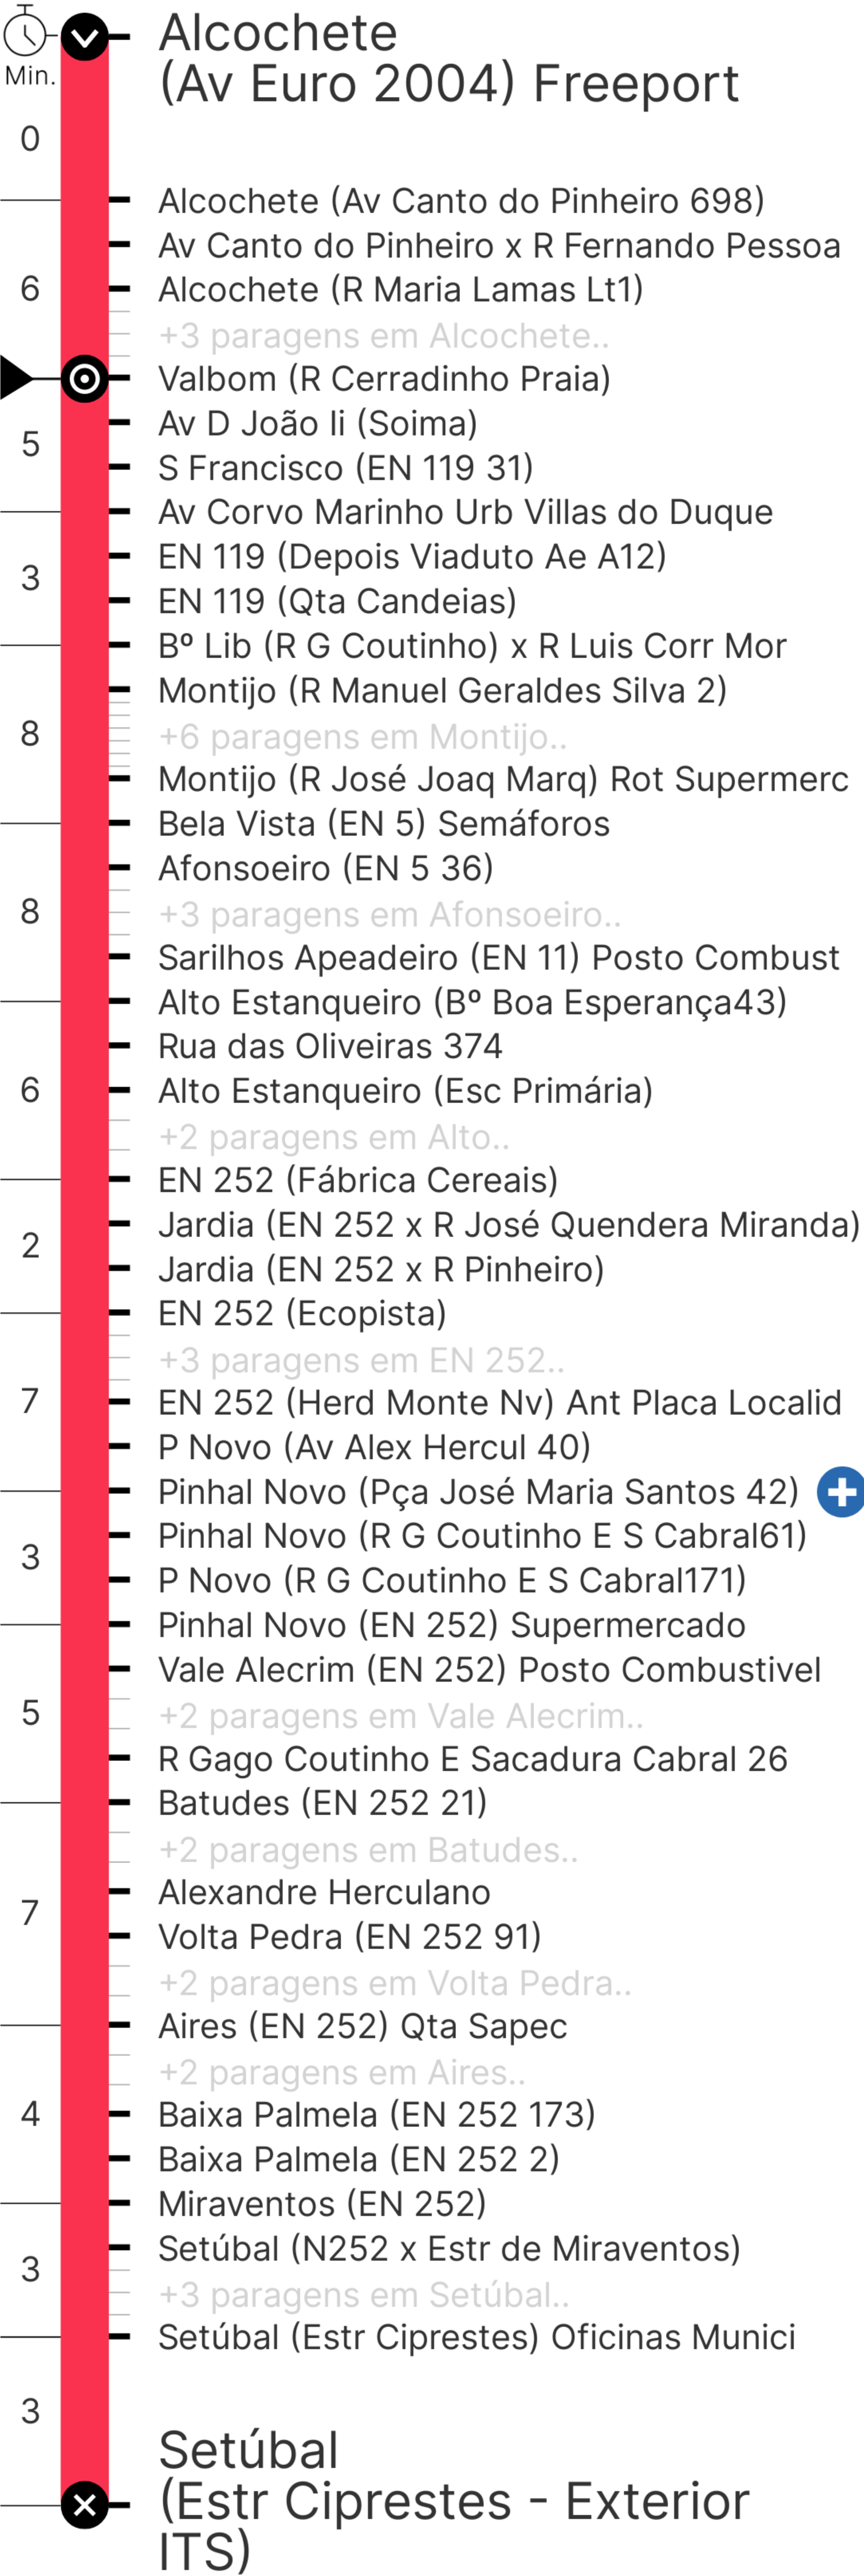 Alcochete
(Av Euro 2004) Freeport
Min.
0
Alcochete (Av Canto do Pinheiro 698)
Av Canto do Pinheiro x R Fernando Pessoa
6
Alcochete (R Maria Lamas Lt1)
+3 paragens em Alcochete..
Valbom (R Cerradinho Praia)
Av D João Ii (Soima)
5
S Francisco (EN 119 31)
Av Corvo Marinho Urb Villas do Duque
EN 119 (Depois Viaduto Ae A12)
3
EN 119 (Qta Candeias)
Bº Lib (R G Coutinho) x R Luis Corr Mor
Montijo (R Manuel Geraldes Silva 2)
8
+6 paragens em Montijo..
Montijo (R José Joaq Marq) Rot Supermerc
Bela Vista (EN 5) Semáforos
Afonsoeiro (EN 5 36)
8
+3 paragens em Afonsoeiro..
Sarilhos Apeadeiro (EN 11) Posto Combust
Alto Estanqueiro (Bº Boa Esperança43)
Rua das Oliveiras 374
6
Alto Estanqueiro (Esc Primária)
+2 paragens em Alto..
EN 252 (Fábrica Cereais)
Jardia (EN 252 x R José Quendera Miranda)
2
Jardia (EN 252 x R Pinheiro)
EN 252 (Ecopista)
+3 paragens em EN 252..
7
EN 252 (Herd Monte Nv) Ant Placa Localid
P Novo (Av Alex Hercul 40)
Pinhal Novo (Pça José Maria Santos 42)
Pinhal Novo (R G Coutinho E S Cabral61)
3
P Novo (R G Coutinho E S Cabral171)
Pinhal Novo (EN 252) Supermercado
Vale Alecrim (EN 252) Posto Combustivel
5
+2 paragens em Vale Alecrim..
R Gago Coutinho E Sacadura Cabral 26
Batudes (EN 252 21)
+2 paragens em Batudes..
Alexandre Herculano
7
Volta Pedra (EN 252 91)
+2 paragens em Volta Pedra..
Aires (EN 252) Qta Sapec
+2 paragens em Aires..
4
Baixa Palmela (EN 252 173)
Baixa Palmela (EN 252 2)
Miraventos (EN 252)
Setúbal (N252 x Estr de Miraventos)
3
+3 paragens em Setúbal..
Setúbal (Estr Ciprestes) Oficinas Munici
3
Setúbal
(Estr Ciprestes - Exterior
ITS)